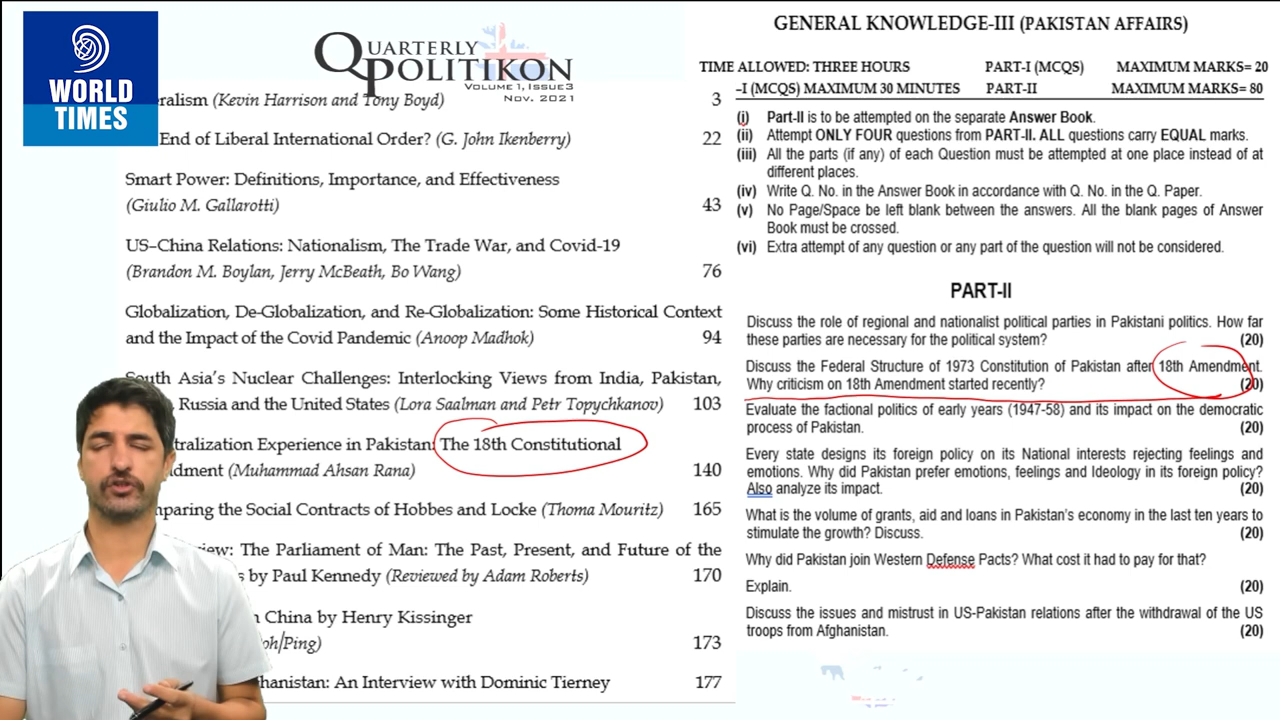 WORLD
TIMES
QUARTERLY
POLITIKON
VOLUME 1, ISSUE 3
NOV. 2021
(Kevin Harrison and Tony Boyd) 3
End of Liberal International Order? (G. John Ikenberry) 22
Smart Power: Definitions, Importance, and Effectiveness
(Giulio M. Gallarotti) 43
US–China Relations: Nationalism, The Trade War, and Covid-19
(Brandon M. Boylan, Jerry McBeath, Bo Wang) 76
Globalization, De-Globalization, and Re-Globalization: Some Historical Context
and the Impact of the Covid Pandemic (Anoop Madhok) 94
South Asia's Nuclear Challenges: Interlocking Views from India, Pakistan,
Russia and the United States (Lora Saalman and Petr Topychkanov) 103
Experience in Pakistan: The 18th Constitutional
(Muhammad Ahsan Rana) 140
the Social Contracts of Hobbes and Locke (Thoma Mouritz) 165
The Parliament of Man: The Past, Present, and Future of the
by Paul Kennedy (Reviewed by Adam Roberts) 170
China by Henry Kissinger
173
An Interview with Dominic Tierney 177
GENERAL KNOWLEDGE-III (PAKISTAN AFFAIRS)
TIME ALLOWED: THREE HOURS PART-I (MCQS) MAXIMUM MARKS= 20
–I (MCQS) MAXIMUM 30 MINUTES PART-II MAXIMUM MARKS= 80
(i) Part-II is to be attempted on the separate Answer Book.
(ii) Attempt ONLY FOUR questions from PART-II. ALL questions carry EQUAL marks.
(iii) All the parts (if any) of each Question must be attempted at one place instead of at
different places.
(iv) Write Q. No. in the Answer Book in accordance with Q. No. in the Q. Paper.
(v) No Page/Space be left blank between the answers. All the blank pages of Answer
Book must be crossed.
(vi) Extra attempt of any question or any part of the question will not be considered.
PART-II
Discuss the role of regional and nationalist political parties in Pakistani politics. How far
these parties are necessary for the political system? (20)
Discuss the Federal Structure of 1973 Constitution of Pakistan after 18th Amendment.
Why criticism on 18th Amendment started recently? (20)
Evaluate the factional politics of early years (1947-58) and its impact on the democratic
process of Pakistan. (20)
Every state designs its foreign policy on its National interests rejecting feelings and
emotions. Why did Pakistan prefer emotions, feelings and Ideology in its foreign policy?
Also analyze its impact. (20)
What is the volume of grants, aid and loans in Pakistan's economy in the last ten years to
stimulate the growth? Discuss. (20)
Why did Pakistan join Western Defense Pacts? What cost it had to pay for that?
Explain. (20)
Discuss the issues and mistrust in US-Pakistan relations after the withdrawal of the US
troops from Afghanistan. (20)